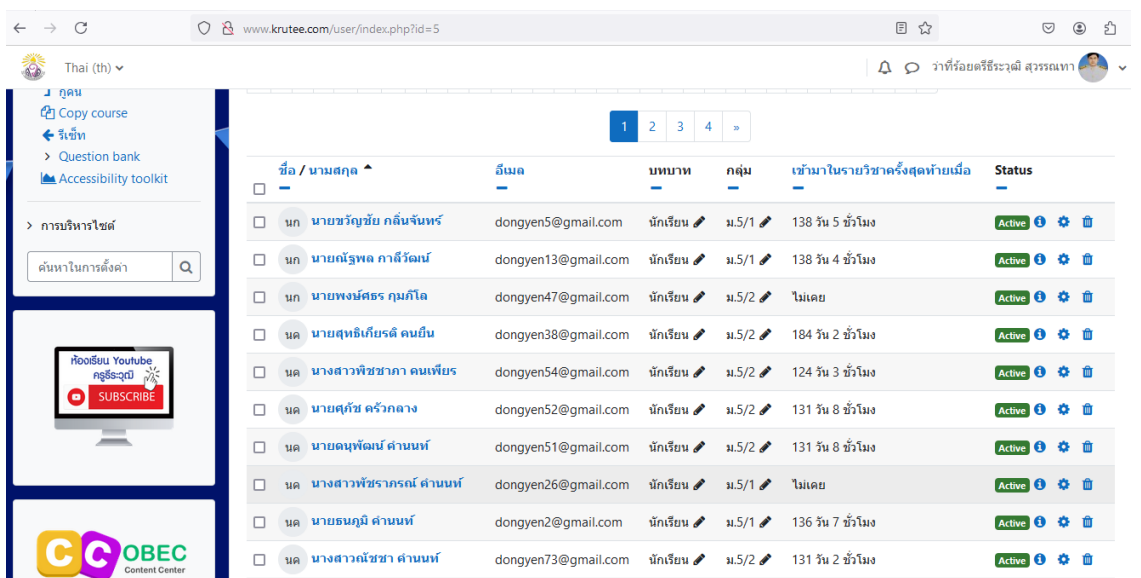 www.krutee.com/user/index.php?id=5
Thai (th)
ว่าที่ร้อยตรีธีระวุฒิ สุวรรณทา
กู้คืน
Copy course
รีเซ็ท
Question bank
Accessibility toolkit
การบริหารไซต์
ค้นหาในการตั้งค่า
ห้องเรียน Youtube
ครูธีระวุฒิ
SUBSCRIBE
CC OBEC
Content Center
1 2 3 4 »
ชื่อ / นามสกุล อีเมล บทบาท กลุ่ม เข้ามาในรายวิชาครั้งสุดท้ายเมื่อ Status
นก นายขวัญชัย กลิ่นจันทร์ dongyen5@gmail.com นักเรียน ม.5/1 138 วัน 5 ชั่วโมง Active
นก นายณัฐพล กาลีวัฒน์ dongyen13@gmail.com นักเรียน ม.5/1 138 วัน 4 ชั่วโมง Active
นก นายพงษ์ศธร กุมภิโล dongyen47@gmail.com นักเรียน ม.5/2 ไม่เคย Active
นค นายสุทธิเกียรติ คนยืน dongyen38@gmail.com นักเรียน ม.5/2 184 วัน 2 ชั่วโมง Active
นค นางสาวพิชชาภา คนเพียร dongyen54@gmail.com นักเรียน ม.5/2 124 วัน 3 ชั่วโมง Active
นค นายศุภัช ครัวกลาง dongyen52@gmail.com นักเรียน ม.5/2 131 วัน 8 ชั่วโมง Active
นค นายดนุพัฒน์ คำนนท์ dongyen51@gmail.com นักเรียน ม.5/2 131 วัน 8 ชั่วโมง Active
นค นางสาวพัชราภรณ์ คำนนท์ dongyen26@gmail.com นักเรียน ม.5/1 ไม่เคย Active
นค นายธนภูมิ คำนนท์ dongyen2@gmail.com นักเรียน ม.5/1 136 วัน 7 ชั่วโมง Active
นค นางสาวณัชชา คำนนท์ dongyen73@gmail.com นักเรียน ม.5/2 131 วัน 2 ชั่วโมง Active